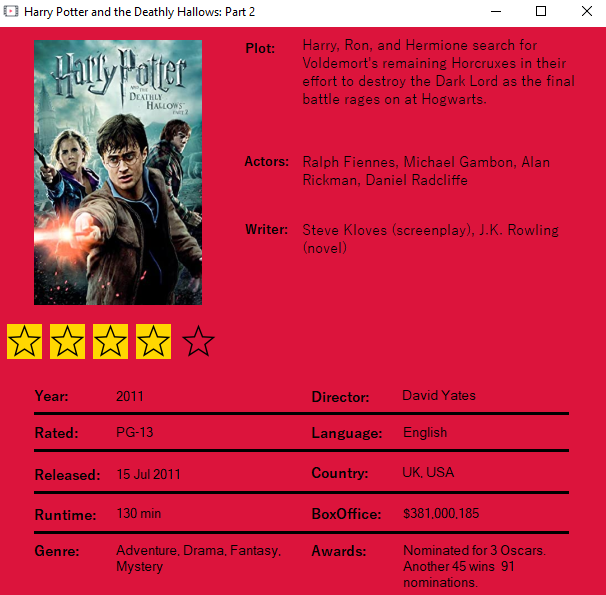 Harry Potter and the Deathly Hallows: Part 2
Harry Potter
AND THE
DEATHLY
HALLOWS
PART 2
Plot:
Harry, Ron, and Hermione search for
Voldemort's remaining Horcruxes in their
effort to destroy the Dark Lord as the final
battle rages on at Hogwarts.
Actors:
Ralph Fiennes, Michael Gambon, Alan
Rickman, Daniel Radcliffe
Writer:
Steve Kloves (screenplay), J.K. Rowling
(novel)
Year: 2011 Director: David Yates
Rated: PG-13 Language: English
Released: 15 Jul 2011 Country: UK, USA
Runtime: 130 min BoxOffice: $381,000,185
Genre: Adventure, Drama, Fantasy,
Mystery
Awards: Nominated for 3 Oscars.
Another 45 wins 91
nominations.